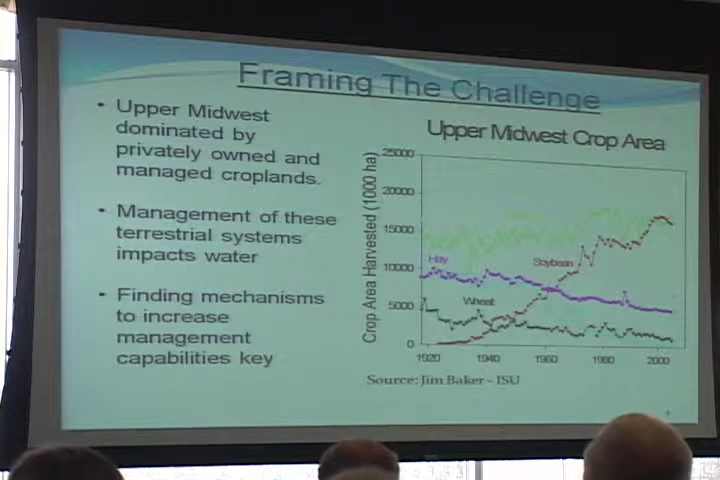 Framing The Challenge
• Upper Midwest
dominated by
privately owned and
managed croplands.
• Management of these
terrestrial systems
impacts water
• Finding mechanisms
to increase
management
capabilities key
Upper Midwest Crop Area
Crop Area Harvested (1000 ha)
25000
20000
15000
10000
5000
0
Hay
Soybean
Wheat
1920
1940
1960
1980
2000
Source: Jim Baker - ISU